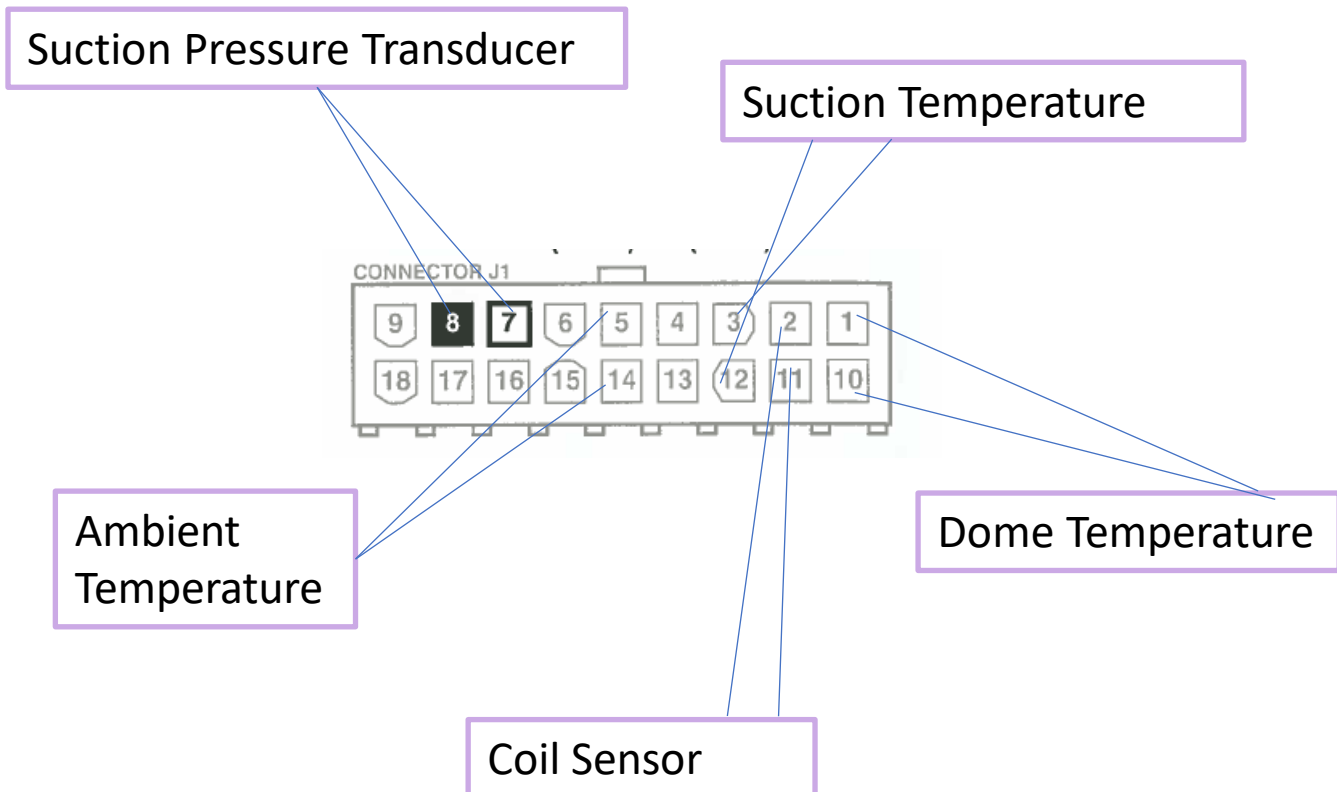 Suction Pressure Transducer
Suction Temperature
CONNECTOR J1
9 8 7 6 5 4 3 2 1
18 17 16 15 14 13 12 11 10
Ambient
Temperature
Dome Temperature
Coil Sensor